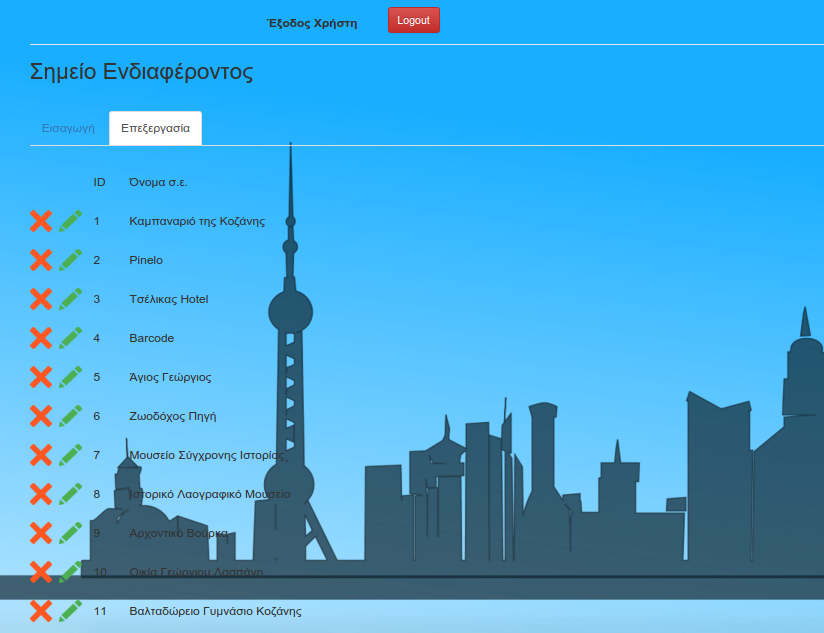 Έξοδος Χρήστη Logout
Σημείο Ενδιαφέροντος
Εισαγωγή Επεξεργασία
ID Όνομα σ.ε.
1 Καμπαναριό της Κοζάνης
2 Pinelo
3 Τσέλικας Hotel
4 Barcode
5 Άγιος Γεώργιος
6 Ζωοδόχος Πηγή
7 Μουσείο Σύγχρονης Ιστορίας
8 Ιστορικό Λαογραφικό Μουσείο
9 Αρχοντικό Βούρκα
10 Οικία Γεώργιου Λασσάνη
11 Βαλταδώρειο Γυμνάσιο Κοζάνης